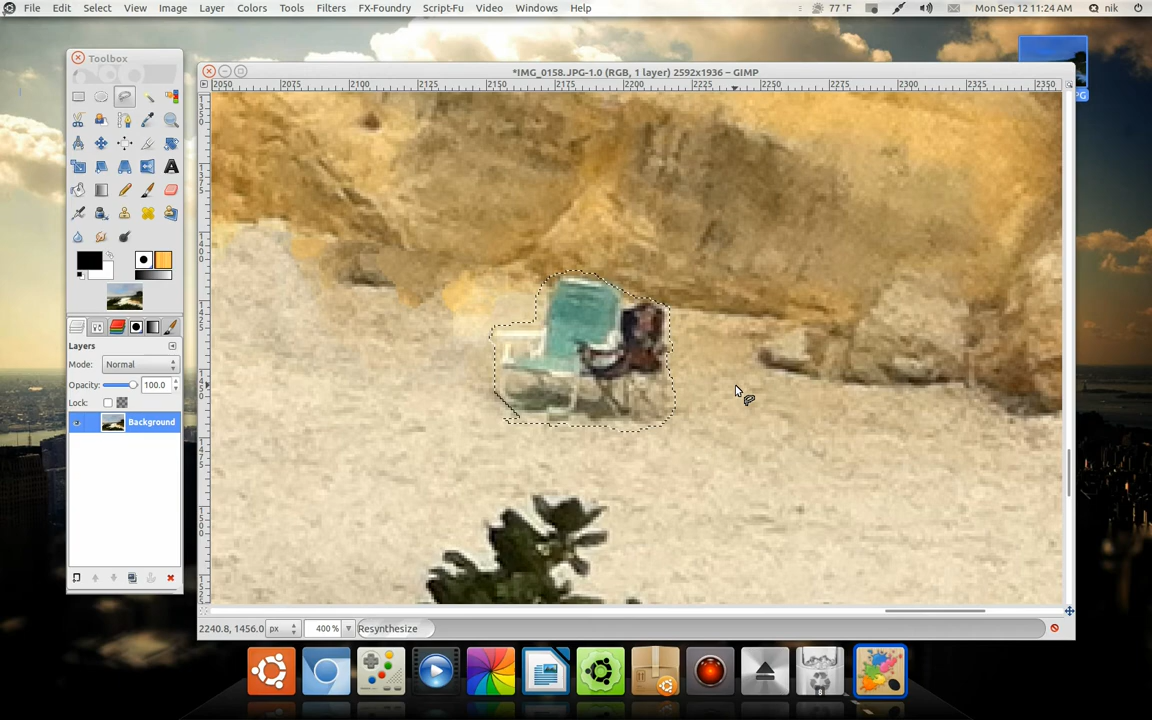 File Edit Select View Image Layer Colors Tools Filters FX-Foundry Script-Fu Video Windows Help
77 °F Mon Sep 12 11:24 AM nik
Toolbox
*IMG_0158.JPG-1.0 (RGB, 1 layer) 2592x1936 – GIMP
PG
2050 2075 2100 2125 2150 2175 2200 2225 2250 2275 2300 2325 2350
Layers
Mode: Normal
Opacity: 100.0
Lock:
Background
2240.8, 1456.0 px 400% Resynthesize